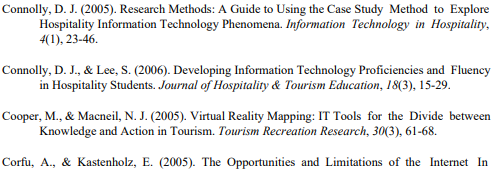 Connolly, D. J. (2005). Research Methods: A Guide to Using the Case Study Method to Explore
Hospitality Information Technology Phenomena. Information Technology in Hospitality,
4(1), 23-46.
Connolly, D. J., & Lee, S. (2006). Developing Information Technology Proficiencies and Fluency
in Hospitality Students. Journal of Hospitality & Tourism Education, 18(3), 15-29.
Cooper, M., & Macneil, N. J. (2005). Virtual Reality Mapping: IT Tools for the Divide between
Knowledge and Action in Tourism. Tourism Recreation Research, 30(3), 61-68.
Corfu, A., & Kastenholz, E. (2005). The Opportunities and Limitations of the Internet In